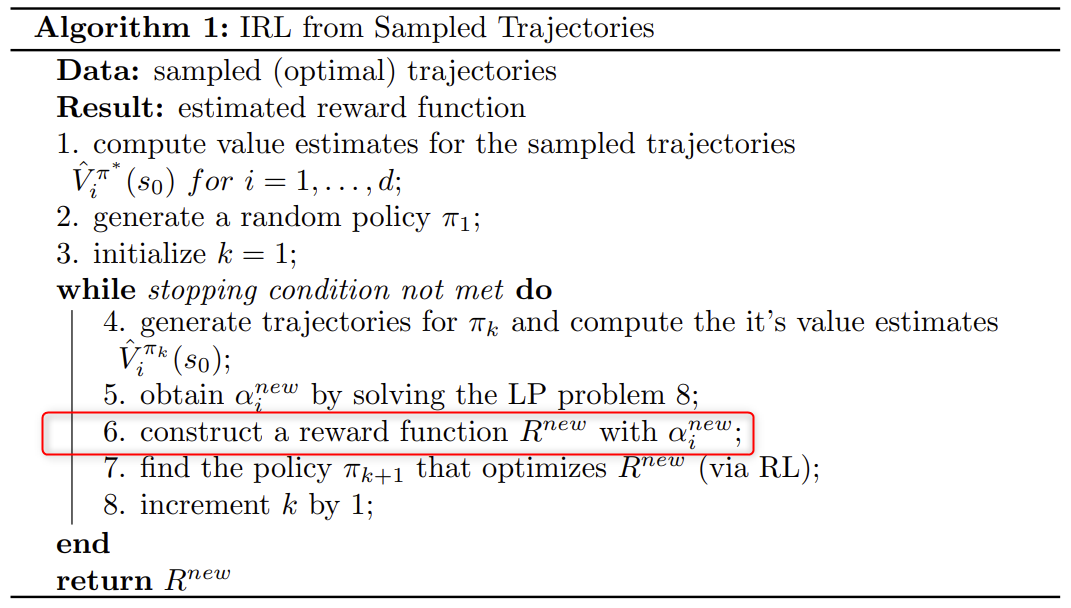 Algorithm 1: IRL from Sampled Trajectories
Data: sampled (optimal) trajectories
Result: estimated reward function
1. compute value estimates for the sampled trajectories
$\hat{V}_i^{\pi^*}(s_0)$ for $i = 1, \ldots, d$;
2. generate a random policy $\pi_1$;
3. initialize $k = 1$;
while stopping condition not met do
4. generate trajectories for $\pi_k$ and compute the it's value estimates
$\hat{V}_i^{\pi_k}(s_0)$;
5. obtain $\alpha_i^{new}$ by solving the LP problem 8;
6. construct a reward function $R^{new}$ with $\alpha_i^{new}$;
7. find the policy $\pi_{k+1}$ that optimizes $R^{new}$ (via RL);
8. increment $k$ by 1;
end
return $R^{new}$